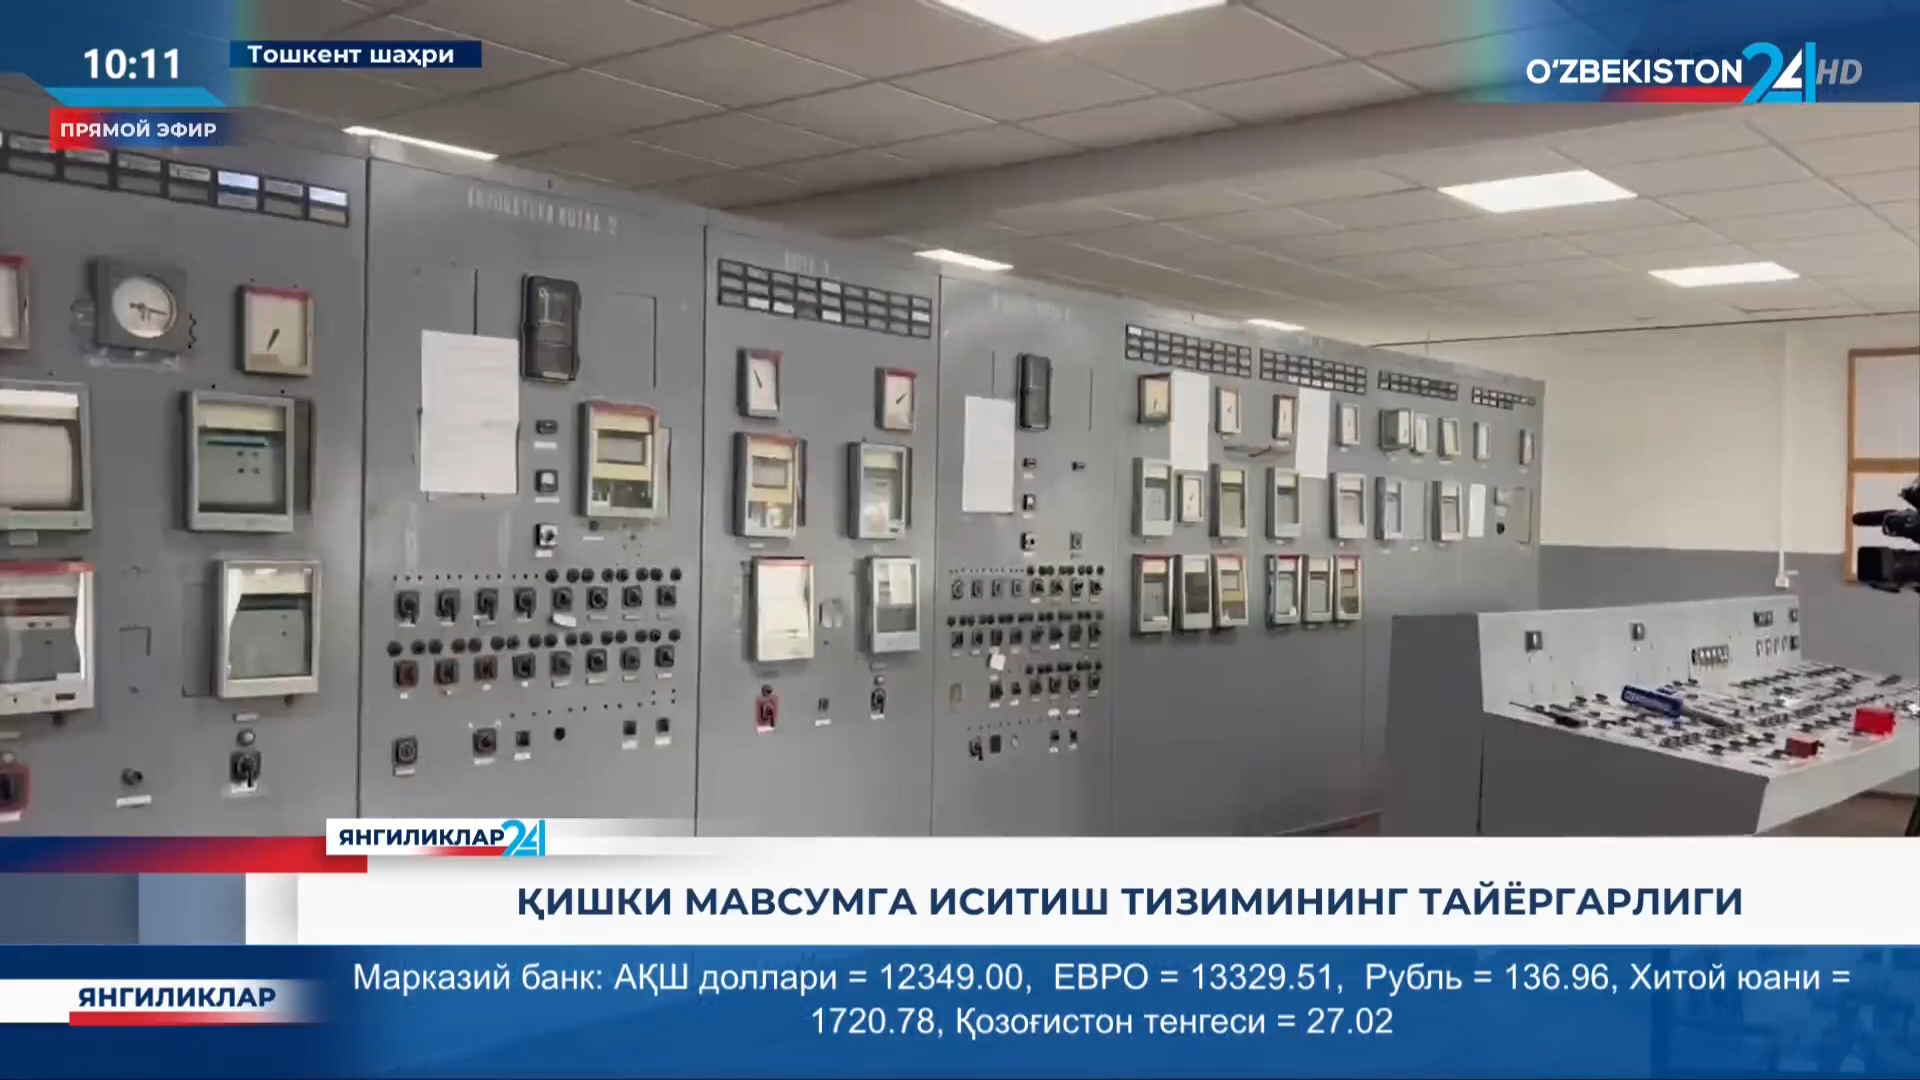 10:11
Тошкент шаҳри
O‘ZBEKISTON 24 HD
ПРЯМОЙ ЭФИР
ЯНГИЛИКЛАР 24
ҚИШКИ МАВСУМГА ИСИТИШ ТИЗИМИНИНГ ТАЙЁРГАРЛИГИ
ЯНГИЛИКЛАР
Марказий банк: АҚШ доллари = 12349.00, ЕВРО = 13329.51, Рубль = 136.96, Хитой юани =
1720.78, Қозоғистон тенгеси = 27.02